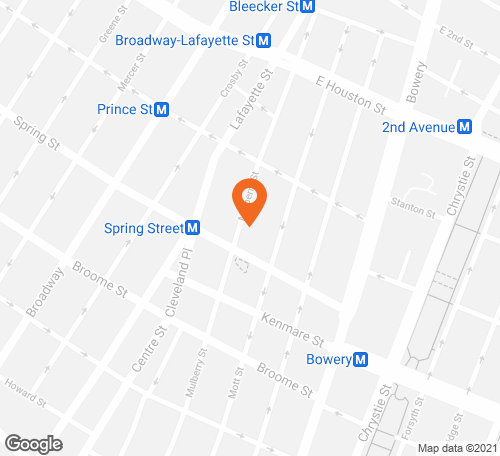 Bleecker St
Greene St
E 2nd St
Broadway-Lafayette St
Mercer St
Crosby St
Bowery
E Houston St
Prince St
Lafayette St
2nd Avenue
Spring St
Chrystie St
Stanton St
Spring Street
Cleveland Pl
Broome St
Broadway
Kenmare St
Centre St
Bowery
Mulberry St
Mott St
Broome St
Howard St
Chrystie St
Forsyth St
Google
Map data ©2021